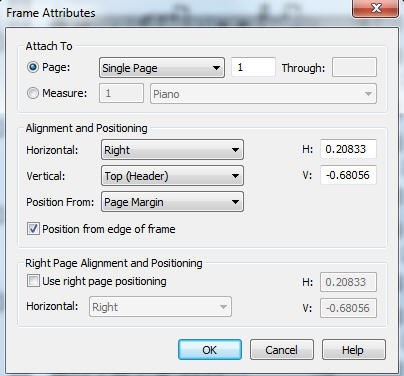 Frame Attributes
Attach To
Page: Single Page 1 Through:
Measure: 1 Piano
Alignment and Positioning
Horizontal: Right H: 0.20833
Vertical: Top (Header) V: -0.68056
Position From: Page Margin
Position from edge of frame
Right Page Alignment and Positioning
Use right page positioning H: 0.20833
Horizontal: Right V: -0.68056
OK Cancel Help